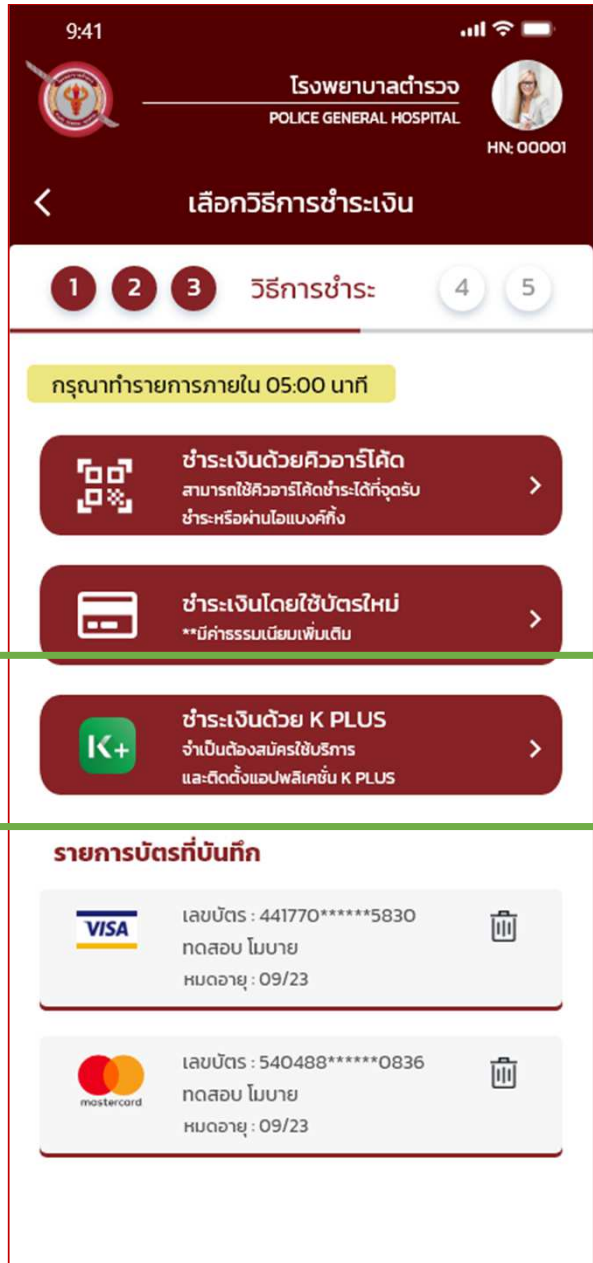 9:41
โรงพยาบาลตำรวจ
POLICE GENERAL HOSPITAL
HN: 00001
เลือกวิธีการชำระเงิน
1 2 3 วิธีการชำระ 4 5
กรุณาทำรายการภายใน 05:00 นาที
ชำระเงินด้วยคิวอาร์โค้ด
สามารถใช้คิวอาร์โค้ดชำระได้ที่จุดรับ
ชำระหรือผ่านโอแบงค์กิ้ง
ชำระเงินโดยใช้บัตรใหม่
**มีค่าธรรมเนียมเพิ่มเติม
K+
ชำระเงินด้วย K PLUS
จำเป็นต้องสมัครใช้บริการ
และติดตั้งแอปพลิเคชั่น K PLUS
รายการบัตรที่บันทึก
VISA
เลขบัตร : 441770******5830
ทดสอบ โมบาย
หมดอายุ : 09/23
mastercard
เลขบัตร : 540488******0836
ทดสอบ โมบาย
หมดอายุ : 09/23